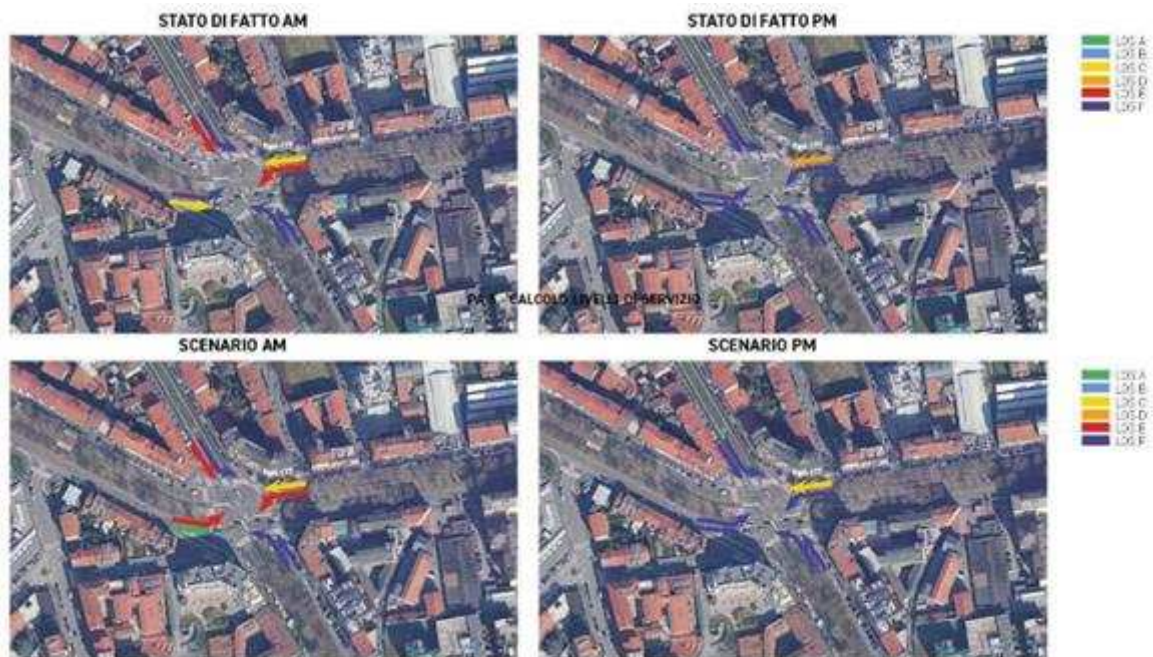 STATO DI FATTO AM
STATO DI FATTO PM
LOS A
LOS B
LOS C
LOS D
LOS E
LOS F
CALCOLO LIVELLI DI SERVIZIO
SCENARIO AM
SCENARIO PM
LOS A
LOS B
LOS C
LOS D
LOS E
LOS F